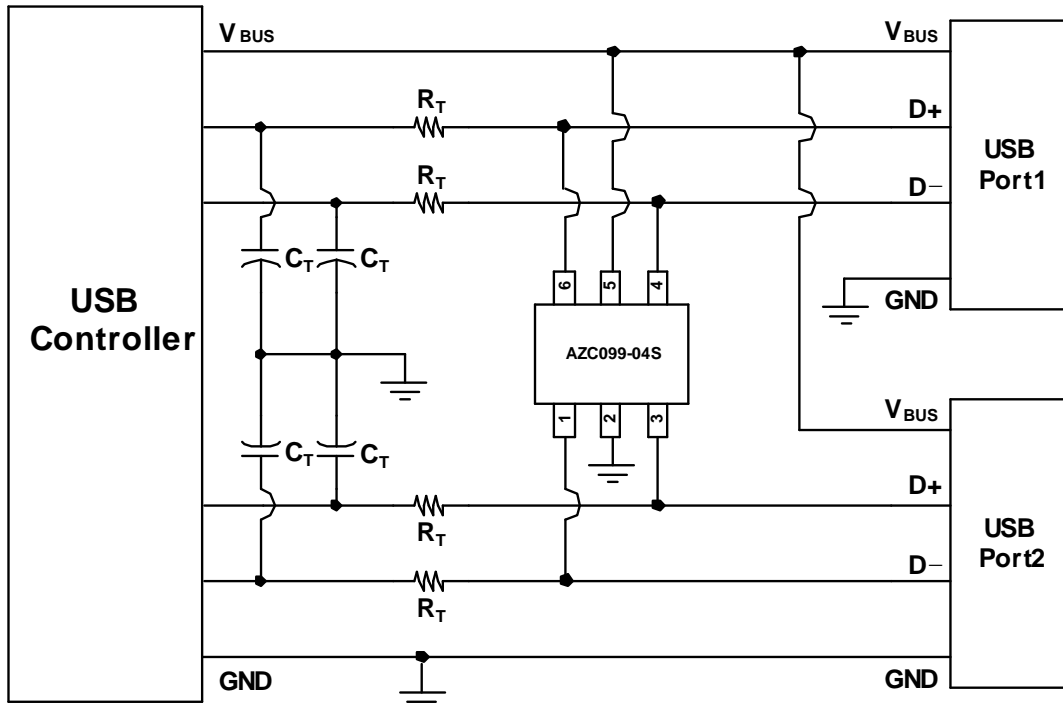 V BUS
V BUS
R T
D+
R T
D−
USB
Port1
C T
C T
6
5
4
GND
USB
Controller
AZC099-04S
1
2
3
V BUS
C T
C T
D+
R T
USB
Port2
D−
R T
GND
GND